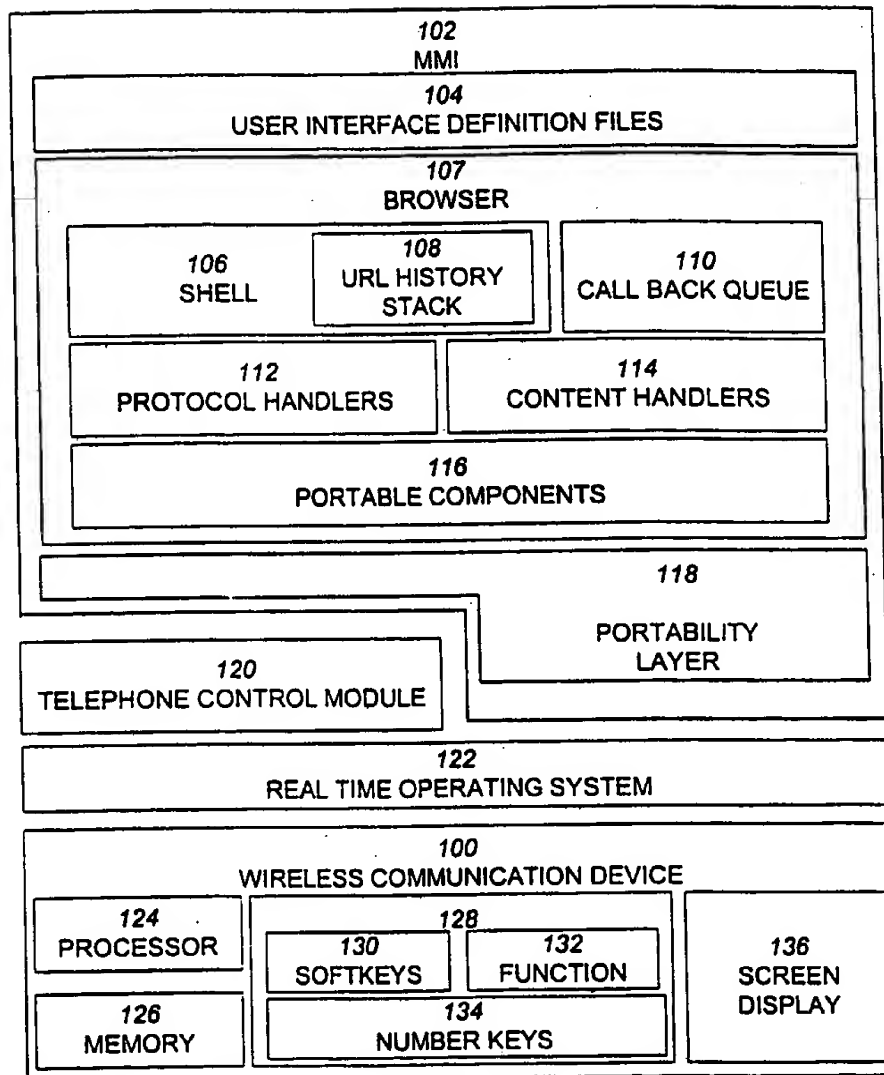 102
MMI
104
USER INTERFACE DEFINITION FILES
107
BROWSER
106
SHELL
108
URL HISTORY
STACK
110
CALL BACK QUEUE
112
PROTOCOL HANDLERS
114
CONTENT HANDLERS
116
PORTABLE COMPONENTS
118
PORTABILITY
LAYER
120
TELEPHONE CONTROL MODULE
122
REAL TIME OPERATING SYSTEM
100
WIRELESS COMMUNICATION DEVICE
124
PROCESSOR
126
MEMORY
128
130
SOFTKEYS
132
FUNCTION
134
NUMBER KEYS
136
SCREEN
DISPLAY